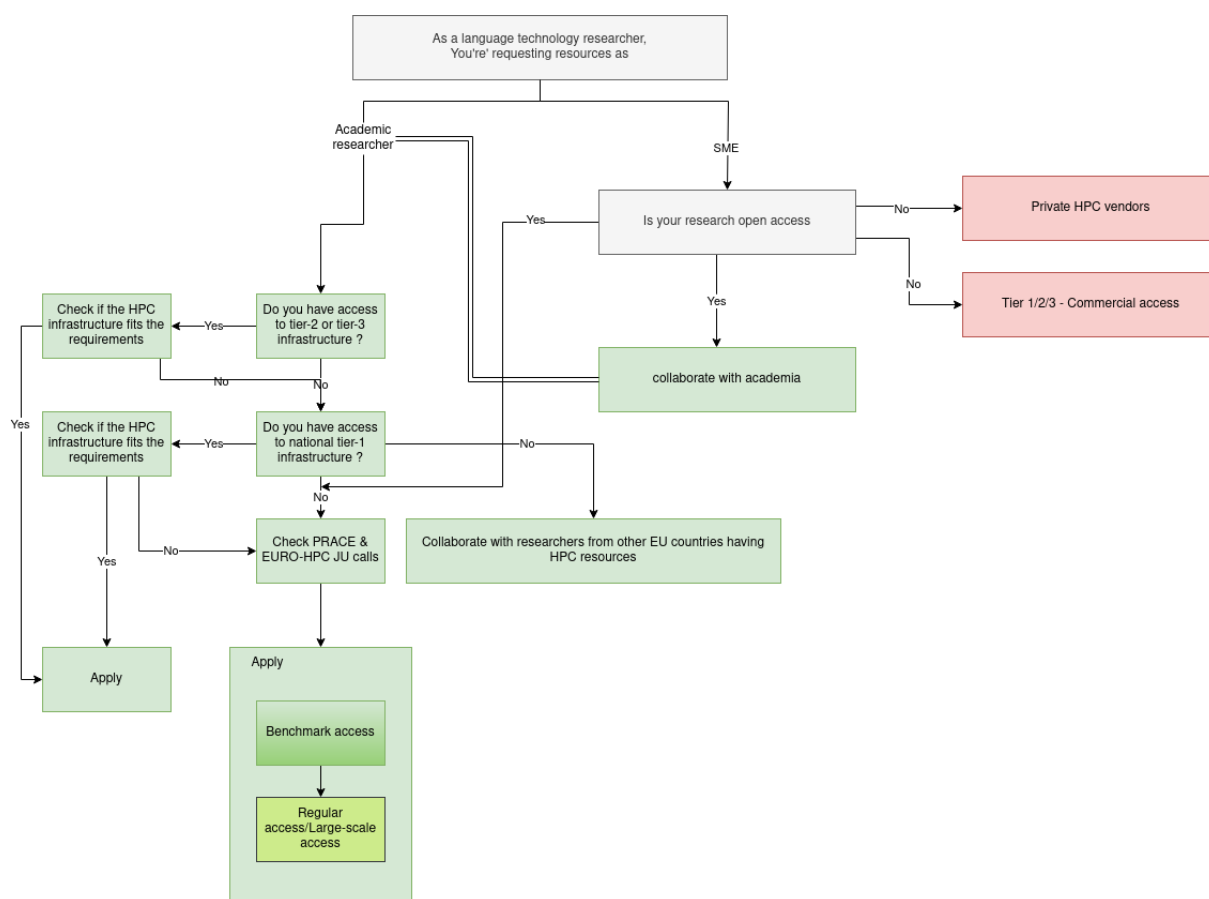 As a language technology researcher,
You're' requesting resources as
Academic
researcher
SME
Is your research open access
No
Private HPC vendors
Yes
No
Tier 1/2/3 - Commercial access
Yes
collaborate with academia
Check if the HPC
infrastructure fits the
requirements
Yes
Do you have access
to tier-2 or tier-3
infrastructure ?
No
No
Yes
Check if the HPC
infrastructure fits the
requirements
Yes
Do you have access
to national tier-1
infrastructure ?
No
No
Check PRACE &
EURO-HPC JU calls
Collaborate with researchers from other EU countries having
HPC resources
No
Yes
Apply
Apply
Benchmark access
Regular
access/Large-scale
access